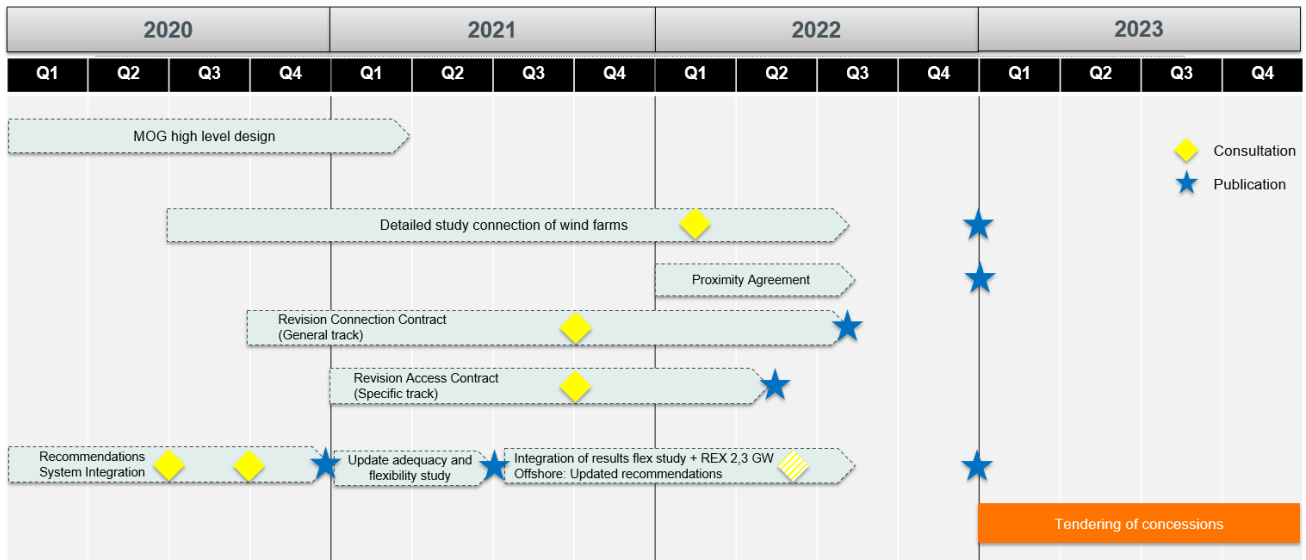 2020 2021 2022 2023
Q1 Q2 Q3 Q4 Q1 Q2 Q3 Q4 Q1 Q2 Q3 Q4 Q1 Q2 Q3 Q4
MOG high level design
Consultation
Publication
Detailed study connection of wind farms
Proximity Agreement
Revision Connection Contract
(General track)
Revision Access Contract
(Specific track)
Recommendations
System Integration
Update adequacy and
flexibility study
Integration of results flex study + REX 2,3 GW
Offshore: Updated recommendations
Tendering of concessions